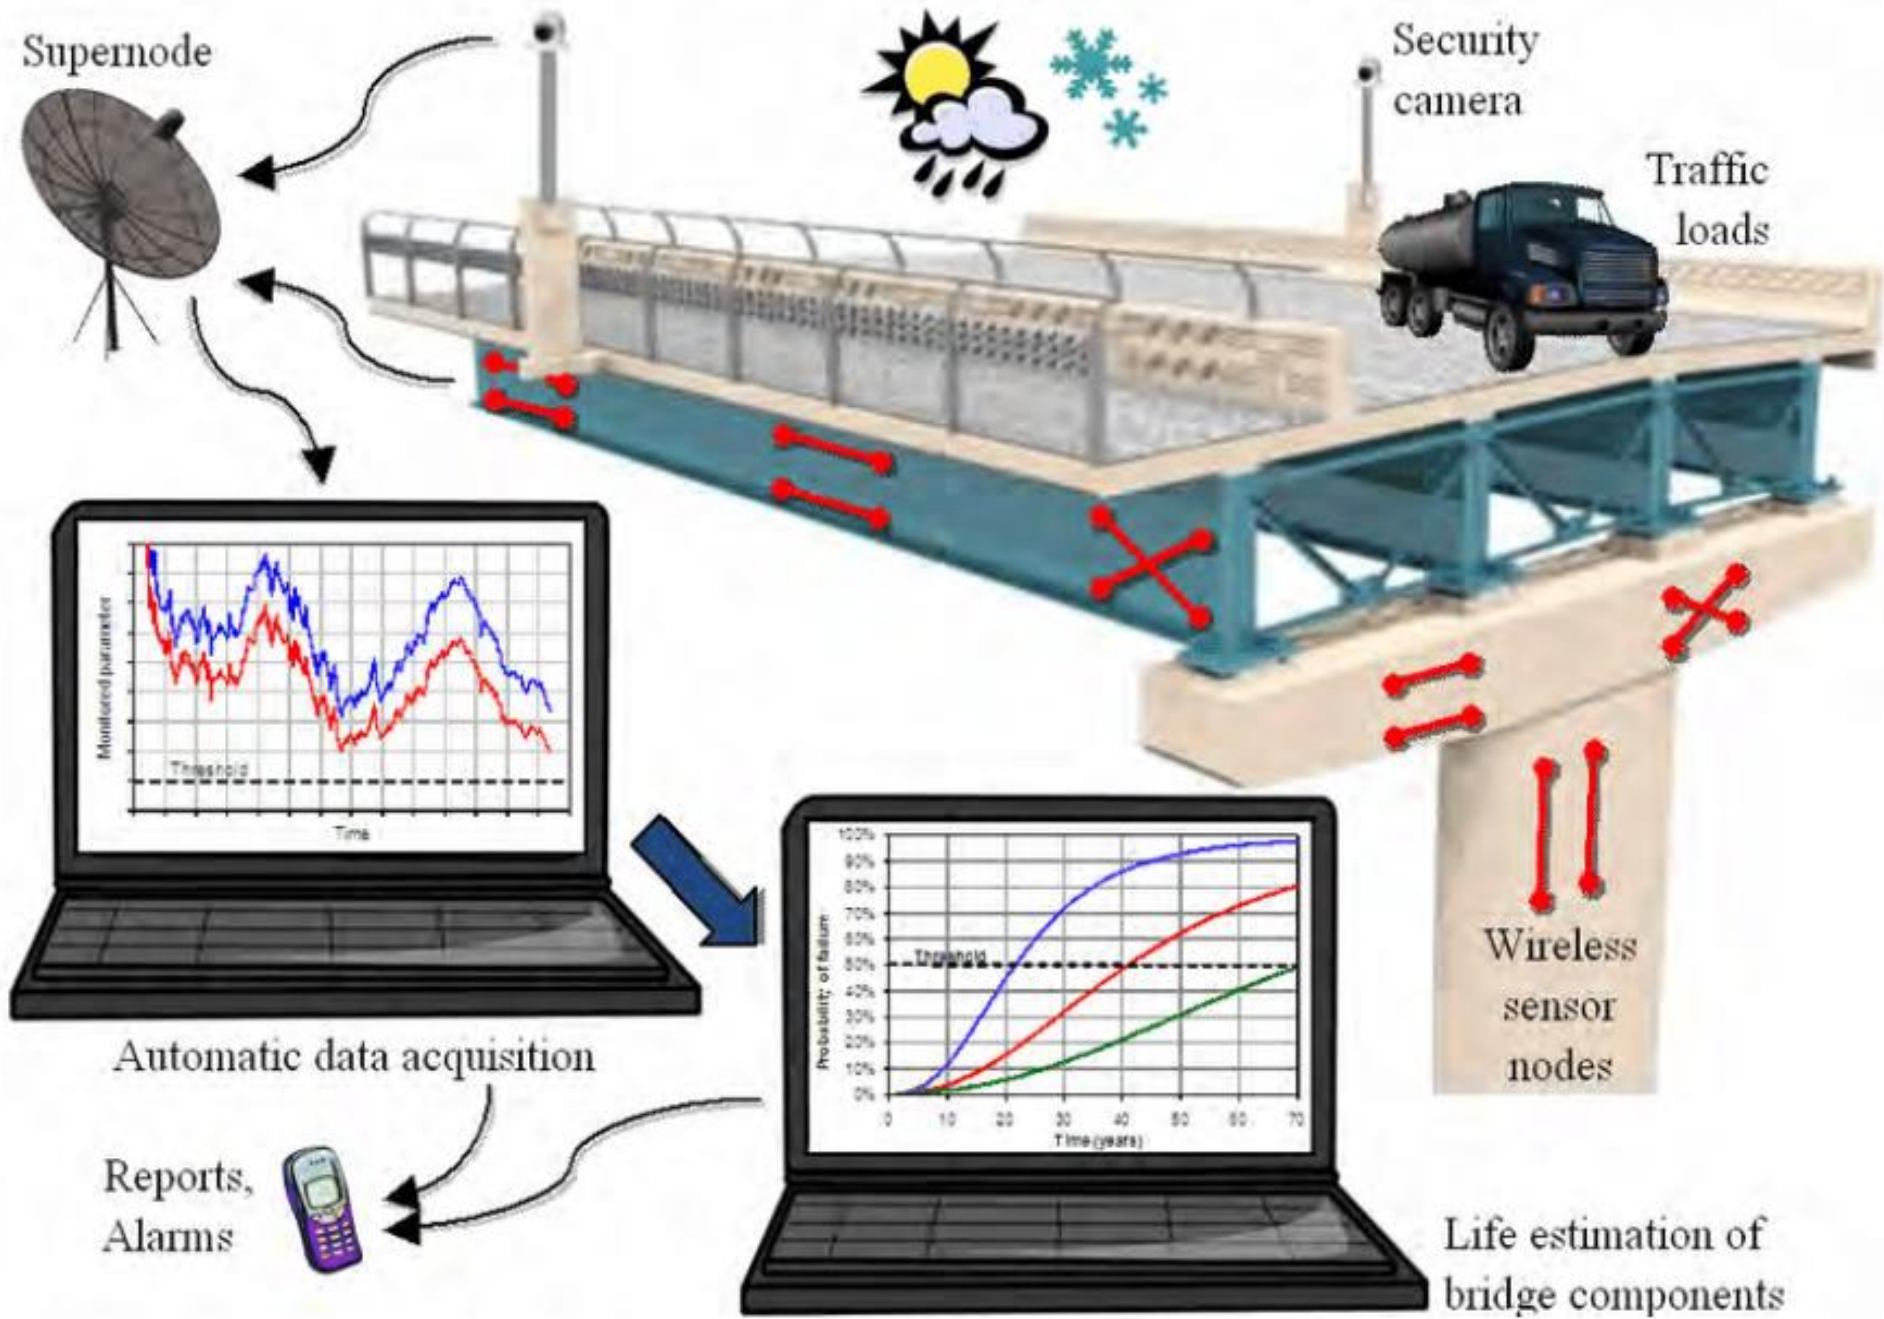 Supernode
Security
camera
Traffic
loads
Monitored parameter
Threshold
Time
Automatic data acquisition
Probability of failure
100%
90%
80%
70%
60%
50%
40%
30%
20%
10%
0%
Threshold
0 10 20 30 40 50 60 70
Time (years)
Wireless
sensor
nodes
Reports,
Alarms
Life estimation of
bridge components